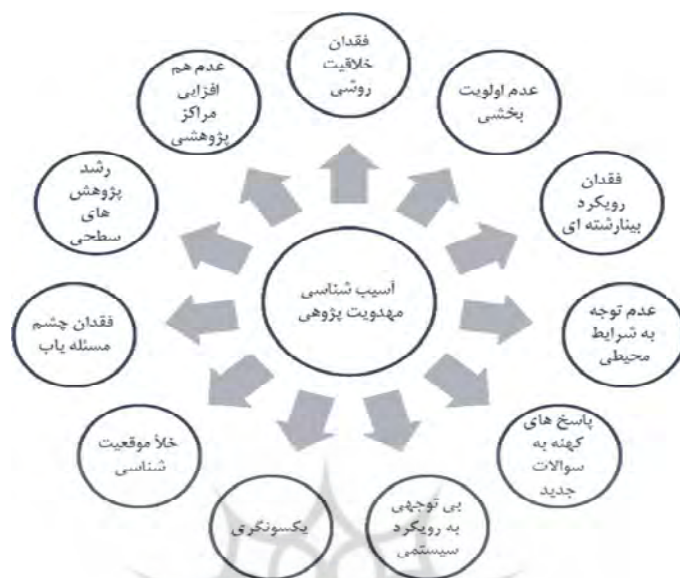 آسیب شناسی
مهدویت پژوهی
فقدان
خلاقیت
روشی
عدم اولویت
بخشی
فقدان
رویکرد
بینارشته ای
عدم توجه
به شرایط
محیطی
پاسخ های
کهنه به
سوالات
جدید
بی توجهی
به رویکرد
سیستمی
یکسونگری
خلأ موقعیت
شناسی
فقدان چشم
مسئله یاب
رشد
پژوهش
های
سطحی
عدم هم
افزایی
مراکز
پژوهشی